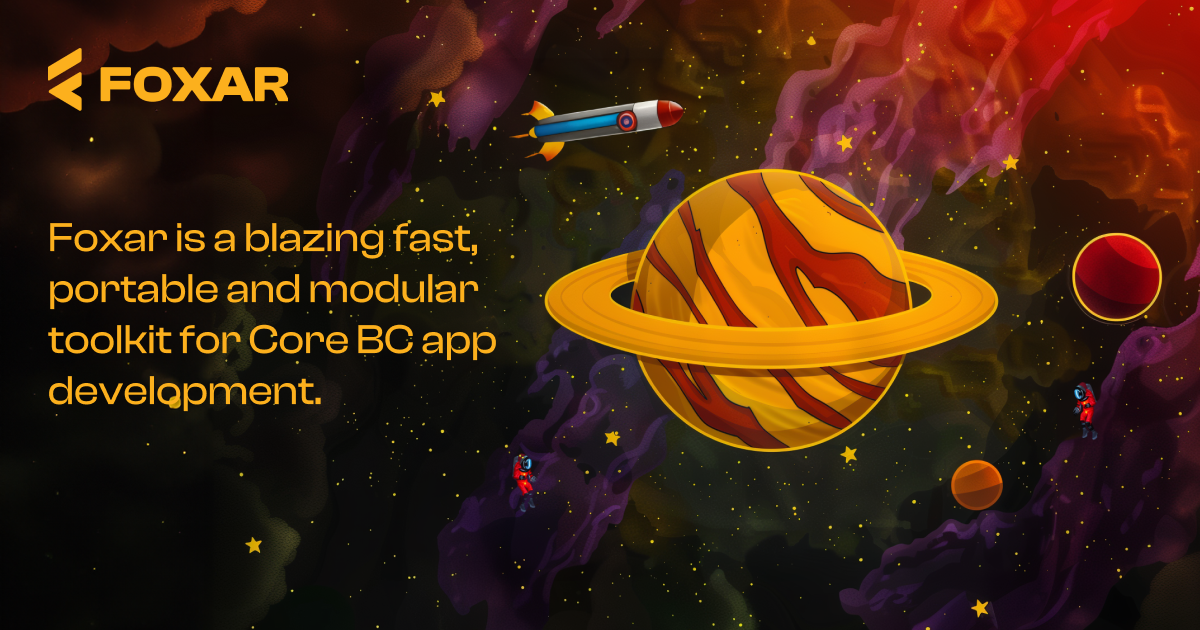 FOXAR
Foxar is a blazing fast,
portable and modular
toolkit for Core BC app
development.